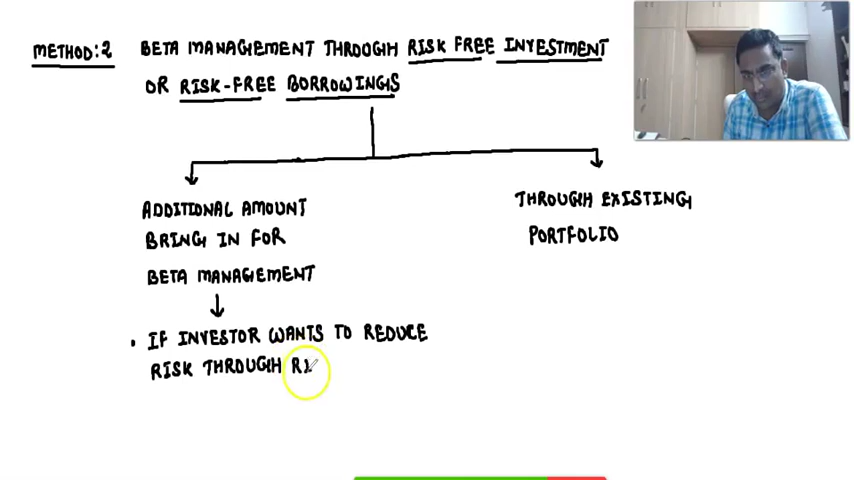 METHOD:2 BETA MANAGEMENT THROUGH RISK FREE INVESTMENT
OR RISK-FREE BORROWINGS
ADDITIONAL AMOUNT
BRING IN FOR
BETA MANAGEMENT
THROUGH EXISTING
PORTFOLIO
• IF INVESTOR WANTS TO REDUCE
RISK THROUGH RI